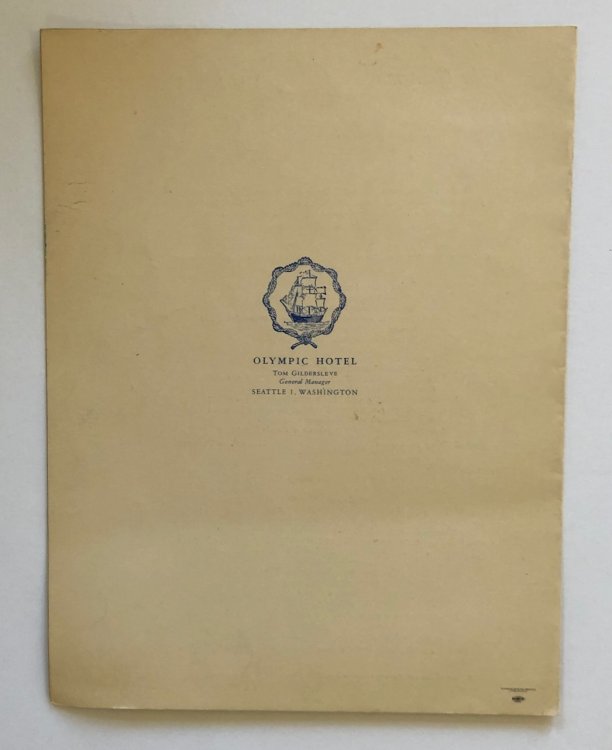 OLYMPIC HOTEL
TOM GILDERSLEVE
General Manager
SEATTLE 1, WASHINGTON